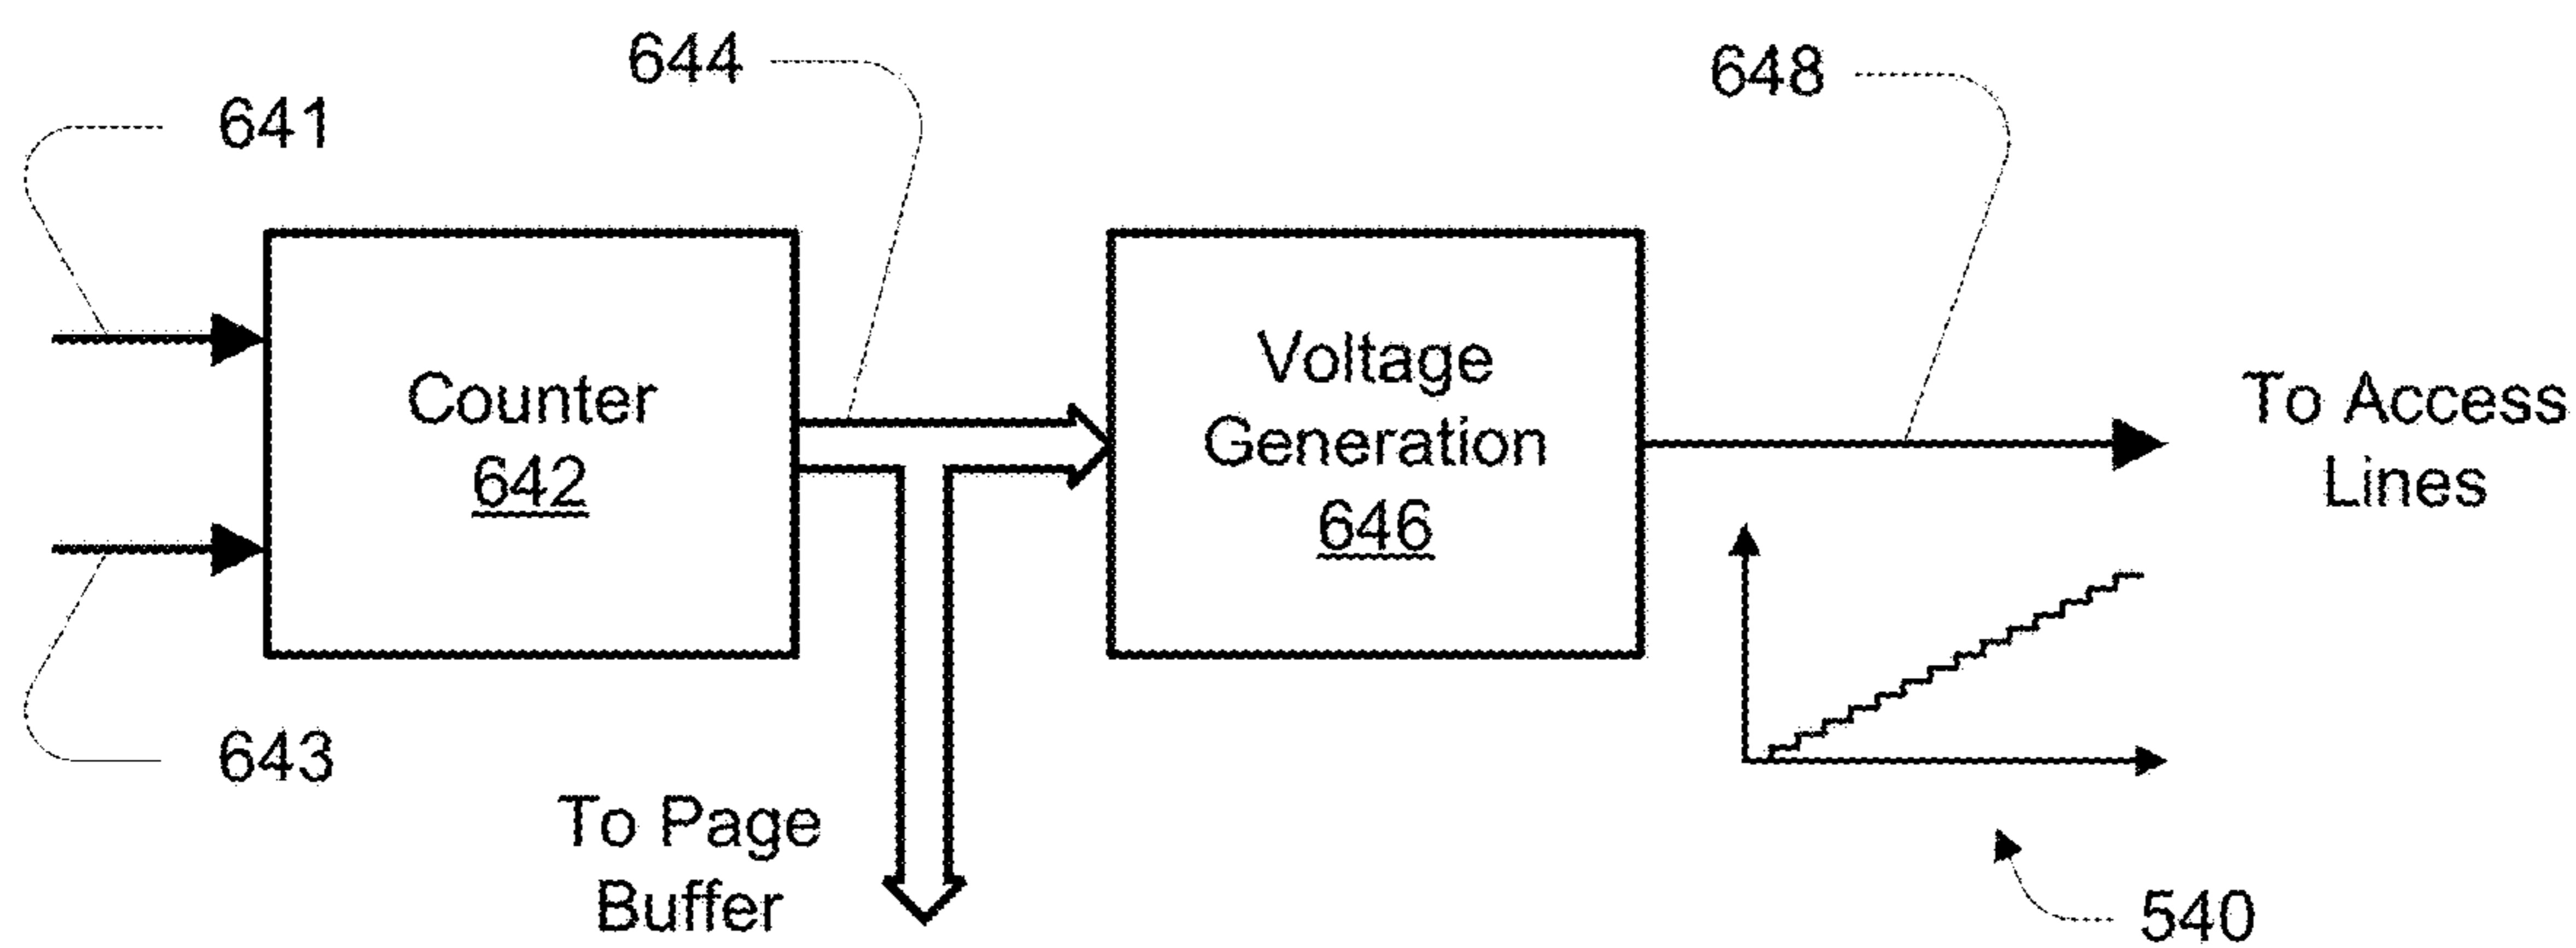 644
648
641
Counter
642
Voltage
Generation
646
To Access
Lines
643
To Page
Buffer
540